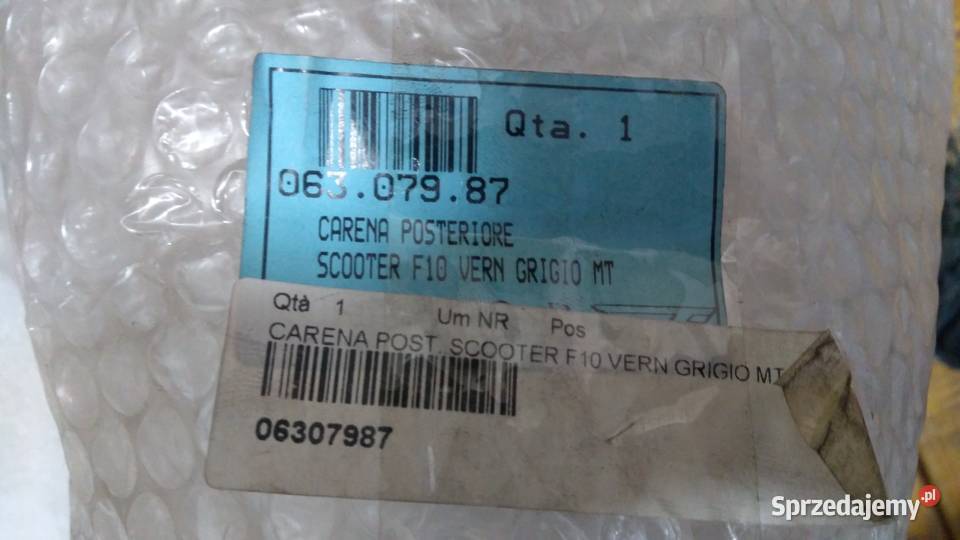 Qta. 1
063.079.87
CARENA POSTERIORE
SCOOTER F10 VERN GRIGIO MT
Qtà 1 Um NR Pos
CARENA POST. SCOOTER F10 VERN GRIGIO MT
06307987
Sprzedajemy.pl